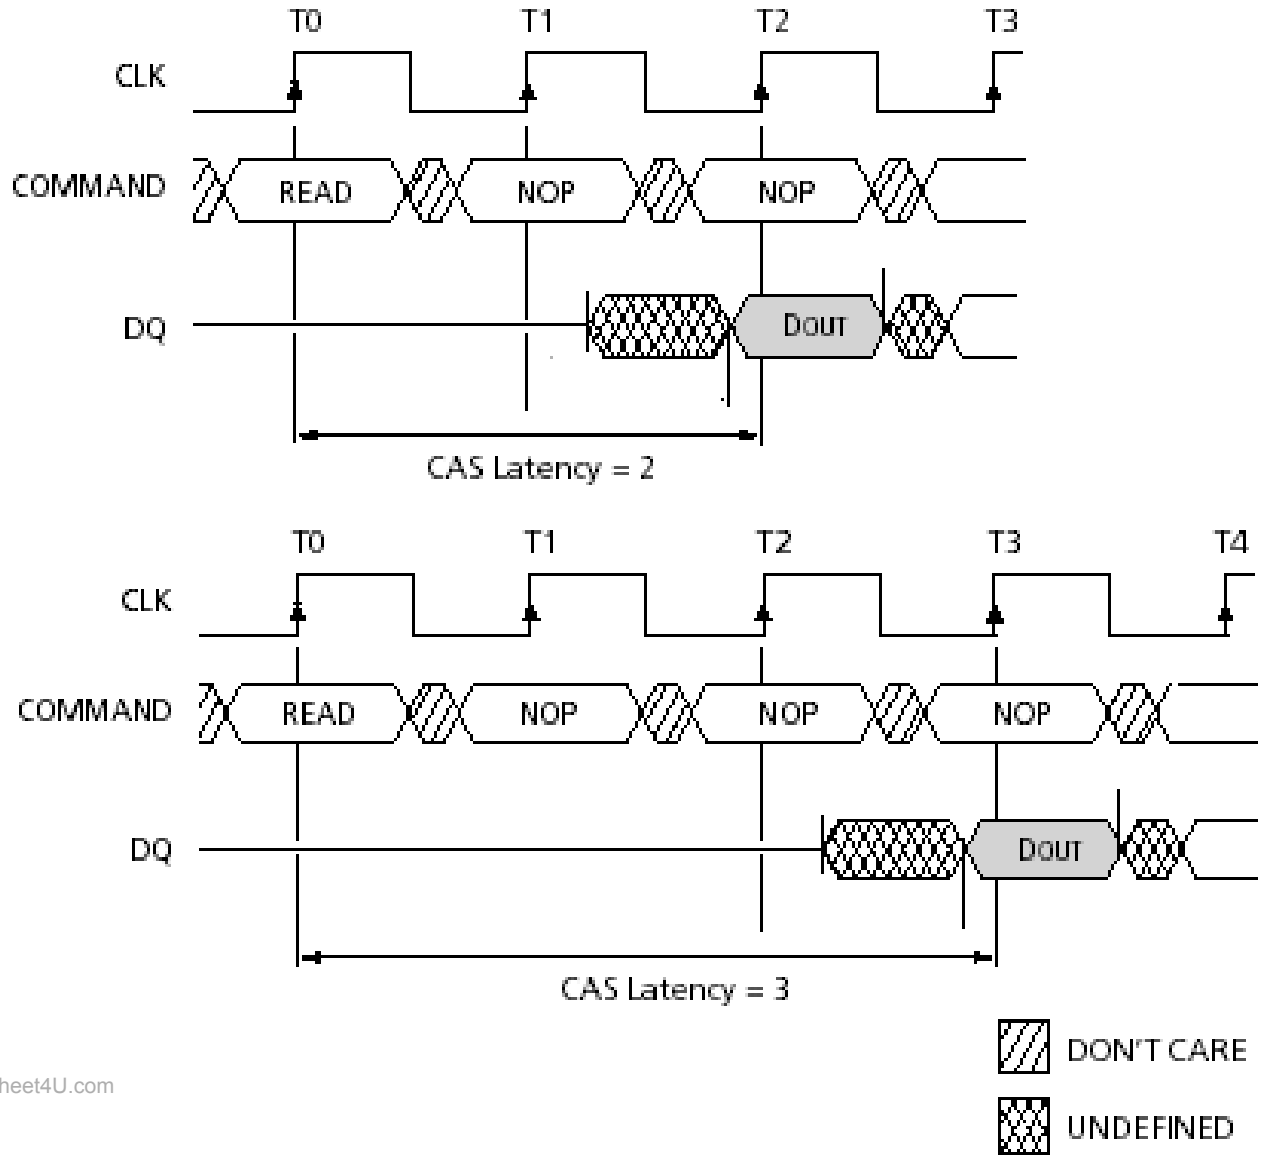 T0 T1 T2 T3
CLK
COMMAND READ NOP NOP
DQ DOUT
CAS Latency = 2
T0 T1 T2 T3 T4
CLK
COMMAND READ NOP NOP NOP
DQ DOUT
CAS Latency = 3
DON'T CARE
heet4U.com
UNDEFINED